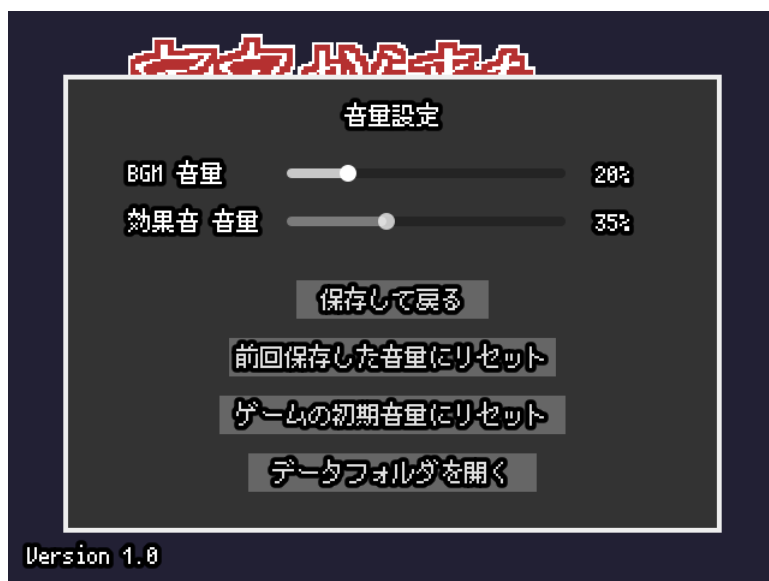 音量設定
BGM 音量 20%
効果音 音量 35%
保存して戻る
前回保存した音量にリセット
ゲームの初期音量にリセット
データフォルダを開く
Version 1.0